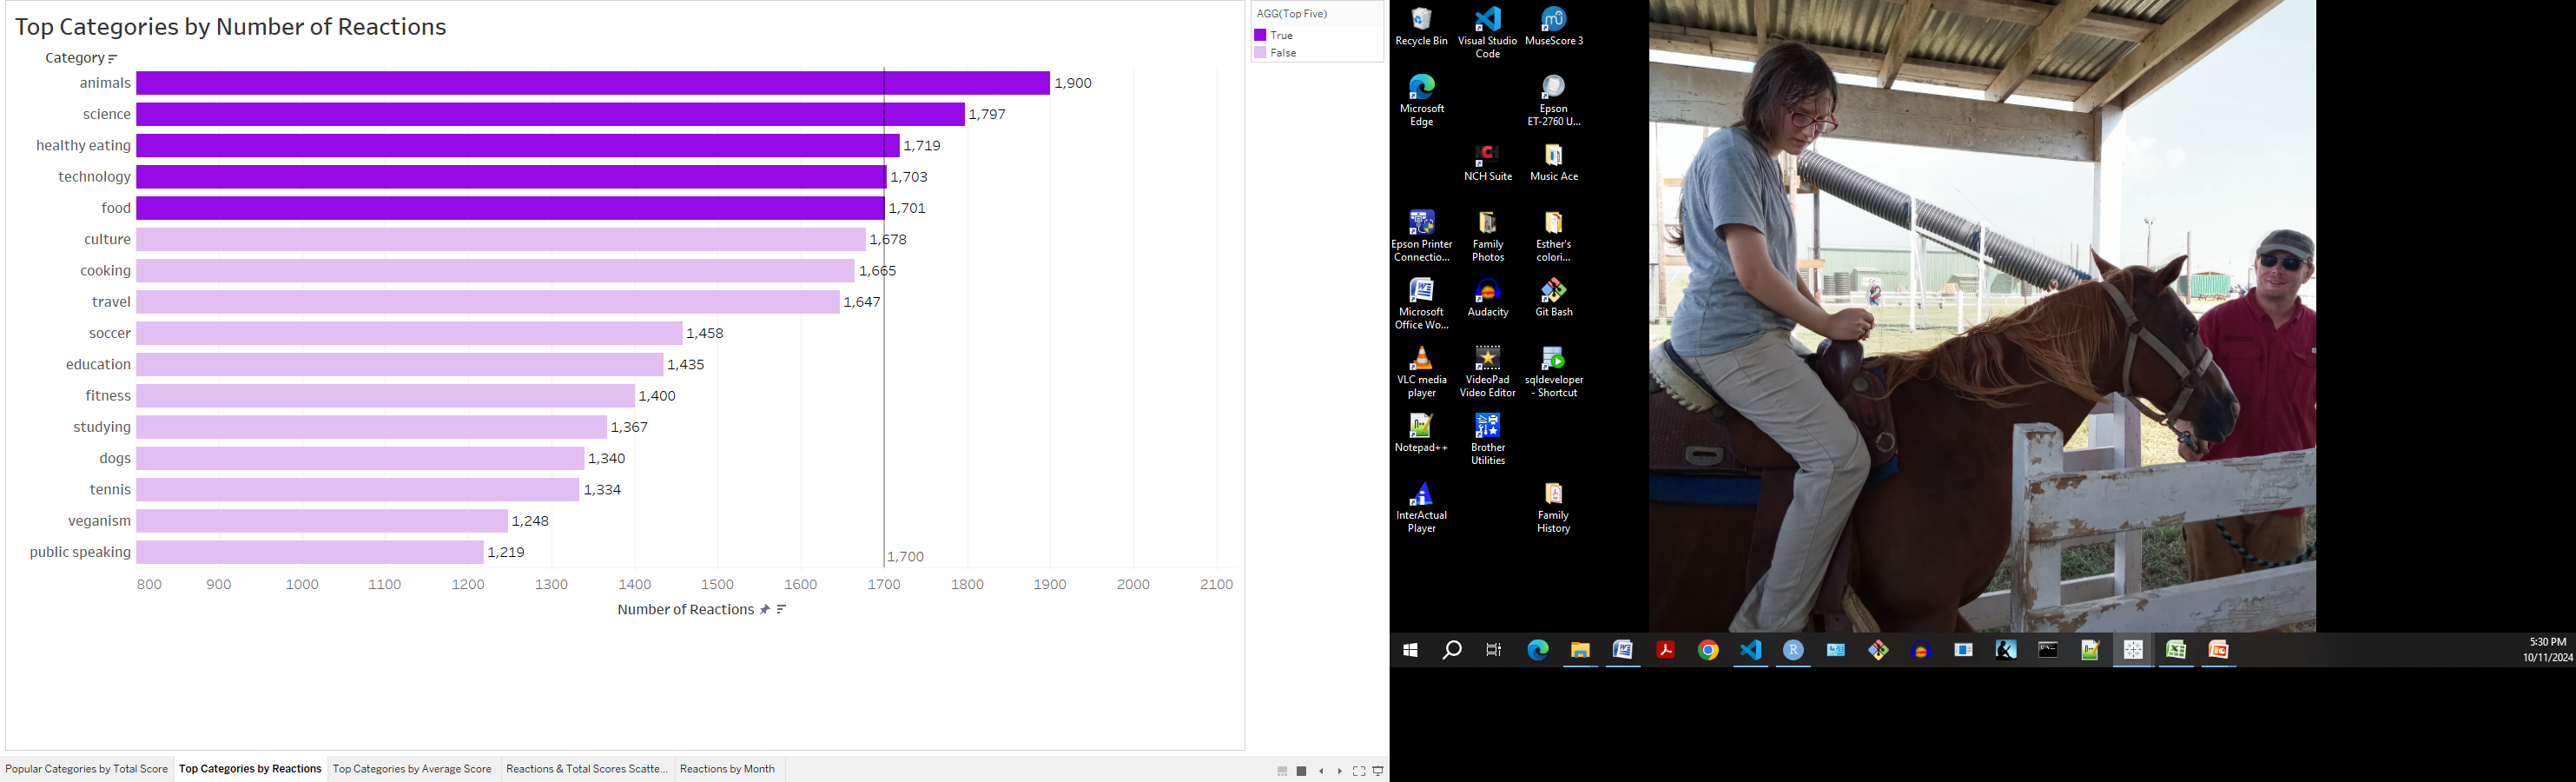 Top Categories by Number of Reactions
AGG(Top Five)
True
False
Category
animals 1,900
science 1,797
healthy eating 1,719
technology 1,703
food 1,701
culture 1,678
cooking 1,665
travel 1,647
soccer 1,458
education 1,435
fitness 1,400
studying 1,367
dogs 1,340
tennis 1,334
veganism 1,248
public speaking 1,219
1,700
800 900 1000 1100 1200 1300 1400 1500 1600 1700 1800 1900 2000 2100
Number of Reactions
Popular Categories by Total Score
Top Categories by Reactions
Top Categories by Average Score
Reactions & Total Scores Scatte...
Reactions by Month
Recycle Bin
Visual Studio
Code
MuseScore 3
Microsoft
Edge
Epson
ET-2760 U...
NCH Suite
Music Ace
Epson Printer
Connectio...
Family
Photos
Esther's
colori...
Microsoft
Office Wo...
Audacity
Git Bash
VLC media
player
VideoPad
Video Editor
sqldeveloper
- Shortcut
Notepad++
Brother
Utilities
InterActual
Player
Family
History
5:30 PM
10/11/2024